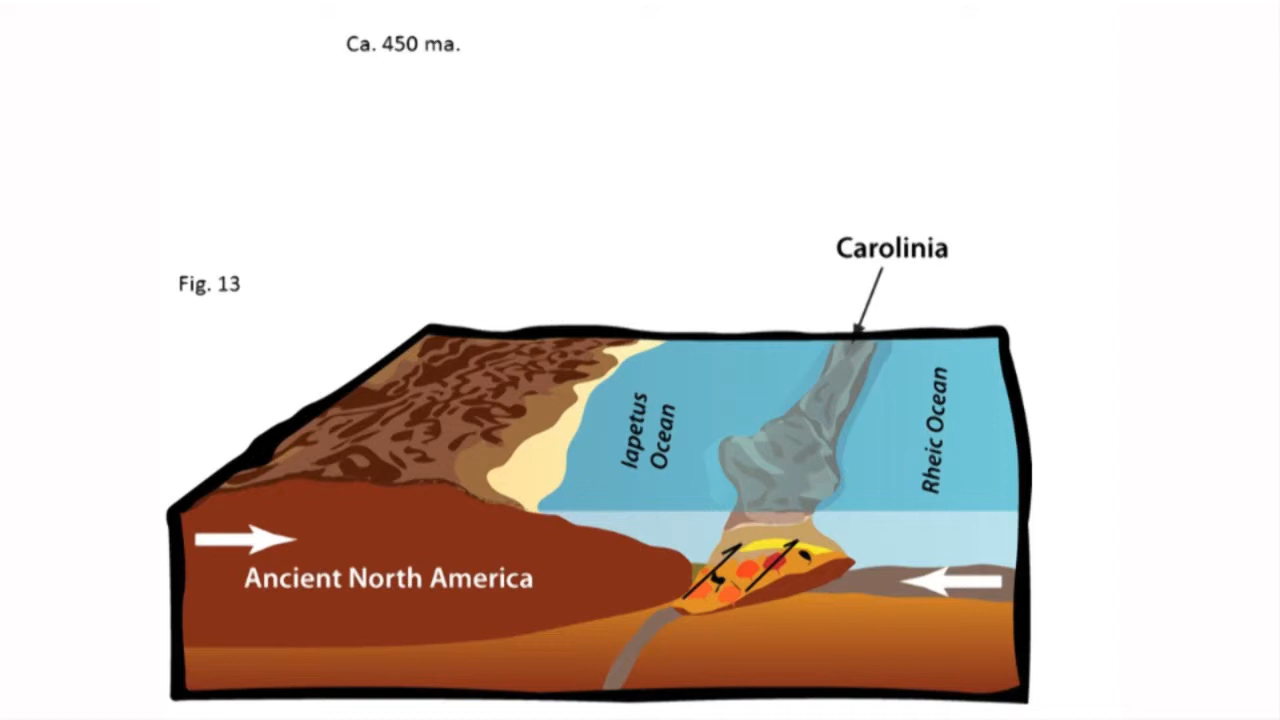 Ca. 450 ma.
Carolinia
Fig. 13
Iapetus
Ocean
Rheic Ocean
Ancient North America